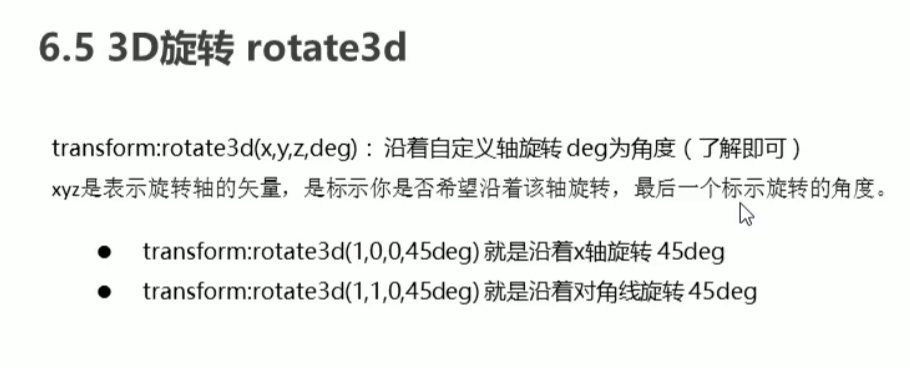 6.5 3D旋转 rotate3d
transform:rotate3d(x,y,z,deg)：沿着自定义轴旋转 deg为角度（了解即可）
xyz是表示旋转轴的矢量，是标示你是否希望沿着该轴旋转，最后一个标示旋转的角度。
● transform:rotate3d(1,0,0,45deg) 就是沿着x轴旋转 45deg
● transform:rotate3d(1,1,0,45deg) 就是沿着对角线旋转 45deg